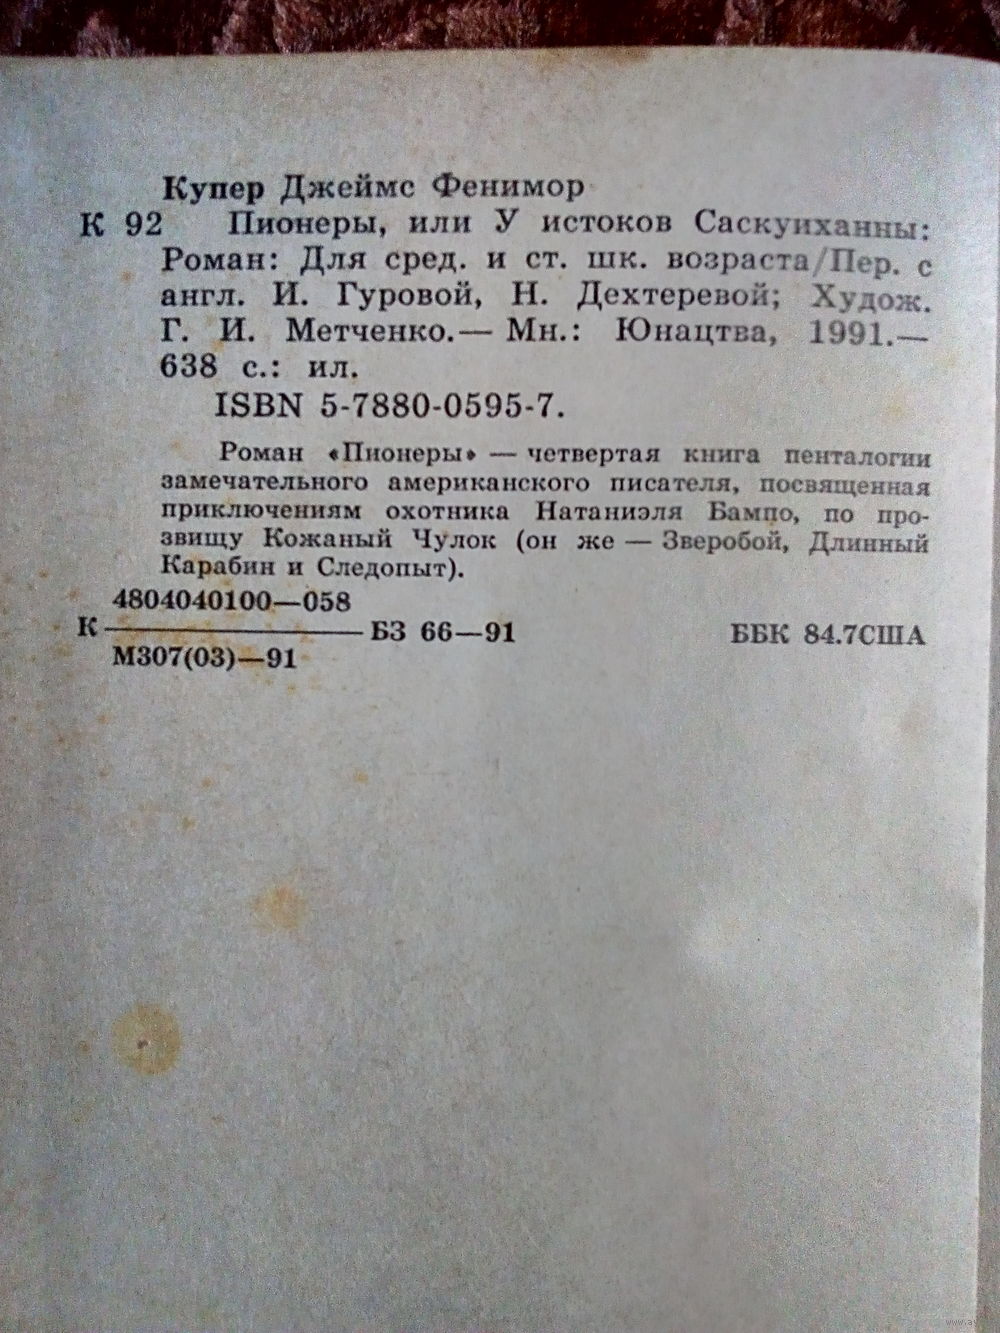 Купер Джеймс Фенимор
К 92 Пионеры, или У истоков Саскуиханны:
Роман: Для сред. и ст. шк. возраста/Пер. с
англ. И. Гуровой, Н. Дехтеревой; Худож.
Г. И. Метченко.— Мн.: Юнацтва, 1991.—
638 с.: ил.
ISBN 5-7880-0595-7.
Роман «Пионеры» — четвертая книга пенталогии
замечательного американского писателя, посвященная
приключениям охотника Натаниэля Бампо, по про-
звищу Кожаный Чулок (он же — Зверобой, Длинный
Карабин и Следопыт).
4804040100—058
К ——— БЗ 66—91 ББК 84.7США
М307(03)—91